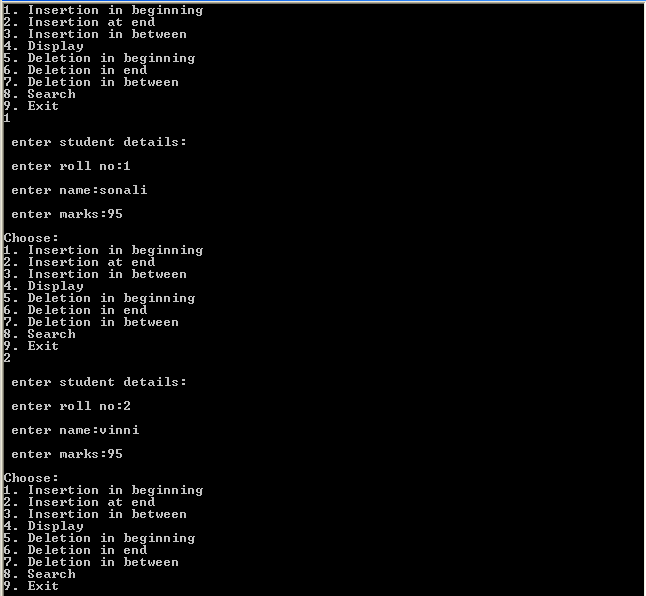 1. Insertion in beginning
2. Insertion at end
3. Insertion in between
4. Display
5. Deletion in beginning
6. Deletion in end
7. Deletion in between
8. Search
9. Exit
1
enter student details:
enter roll no:1
enter name:sonali
enter marks:95
Choose:
1. Insertion in beginning
2. Insertion at end
3. Insertion in between
4. Display
5. Deletion in beginning
6. Deletion in end
7. Deletion in between
8. Search
9. Exit
2
enter student details:
enter roll no:2
enter name:vinni
enter marks:95
Choose:
1. Insertion in beginning
2. Insertion at end
3. Insertion in between
4. Display
5. Deletion in beginning
6. Deletion in end
7. Deletion in between
8. Search
9. Exit